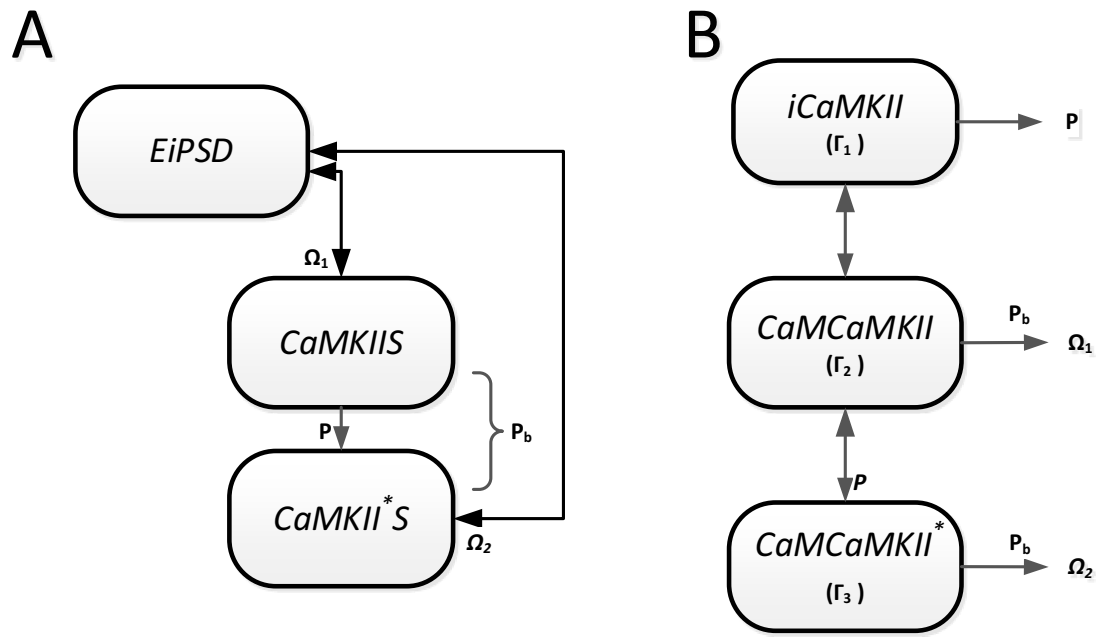 A
EiPSD
Ω₁
CaMKIIS
P
P_b
CaMKII*S
Ω₂
B
iCaMKII
(Γ₁ )
P
CaMCaMKII
(Γ₂ )
P_b
Ω₁
P
CaMCaMKII*
(Γ₃ )
P_b
Ω₂